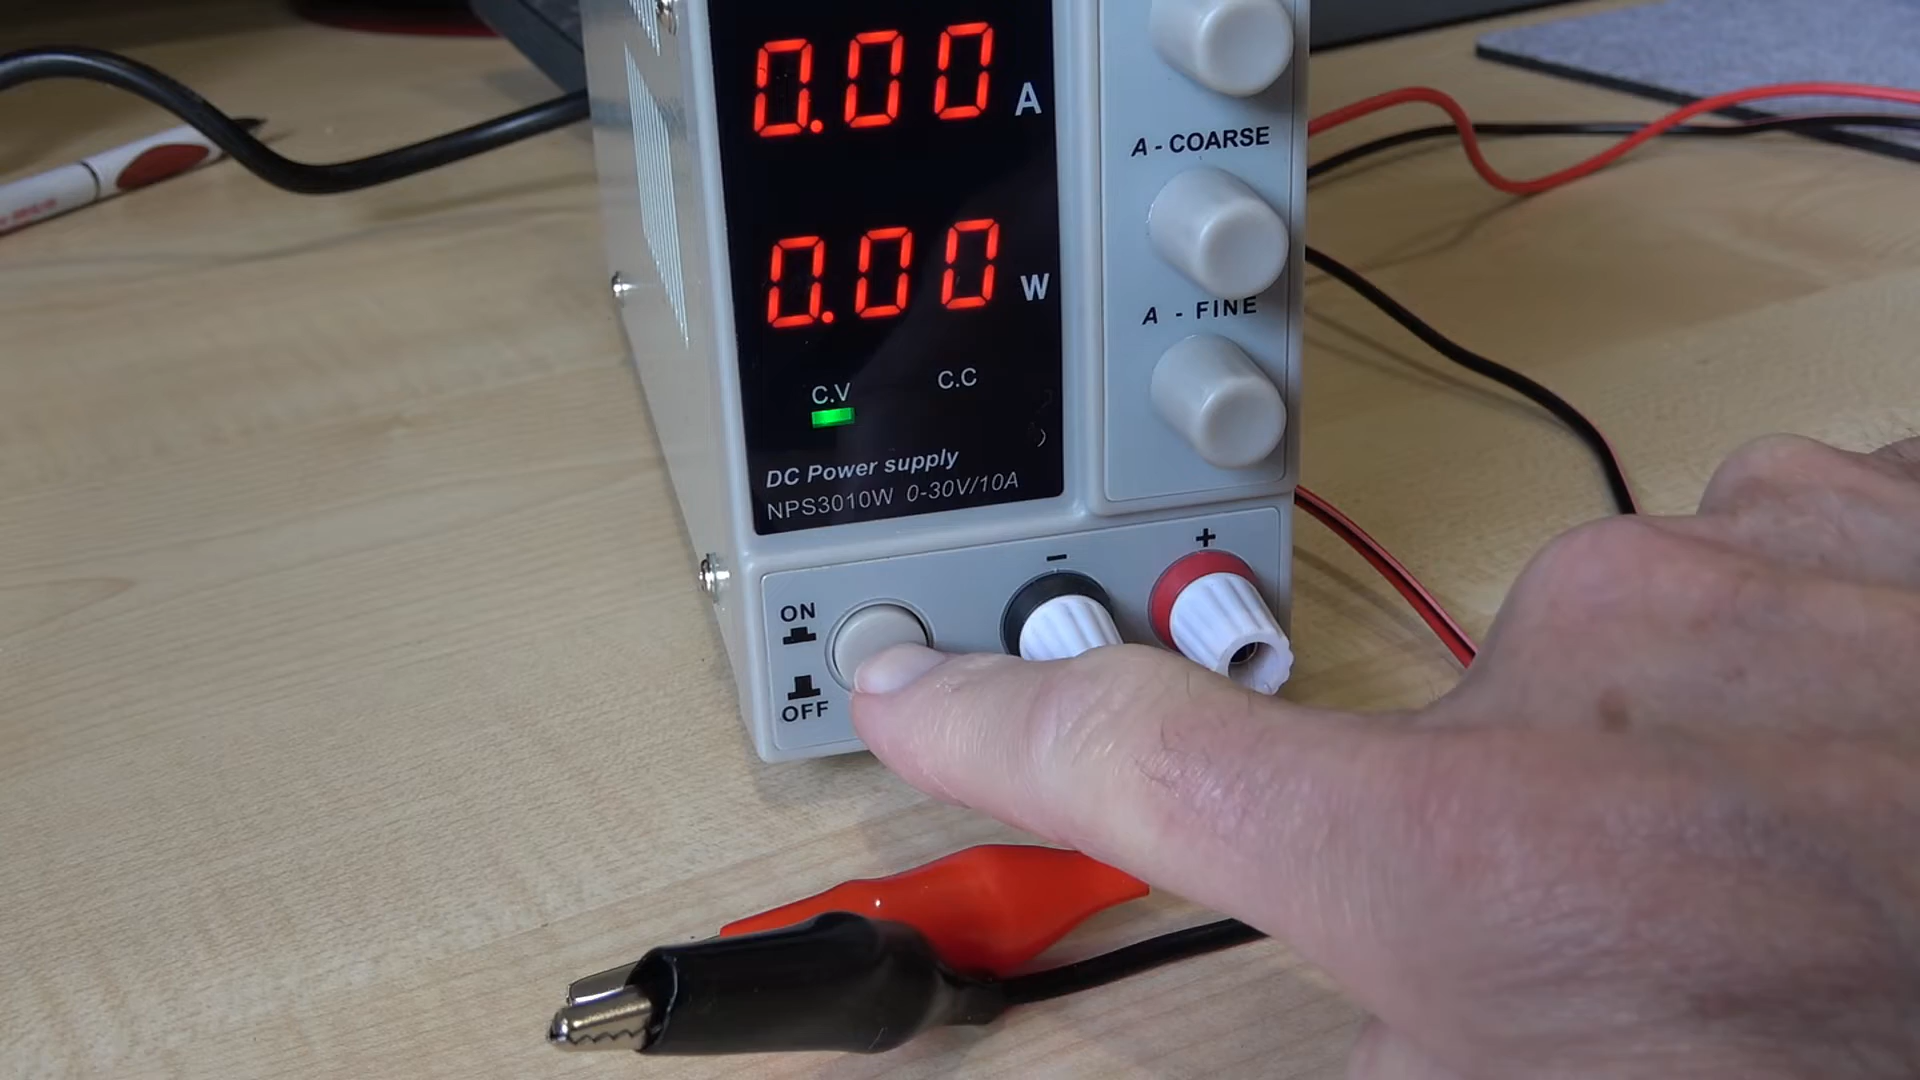 0.00 A
A - COARSE
0.00 W
A - FINE
C.V C.C
DC Power supply
NPS3010W 0-30V/10A
- +
ON
OFF